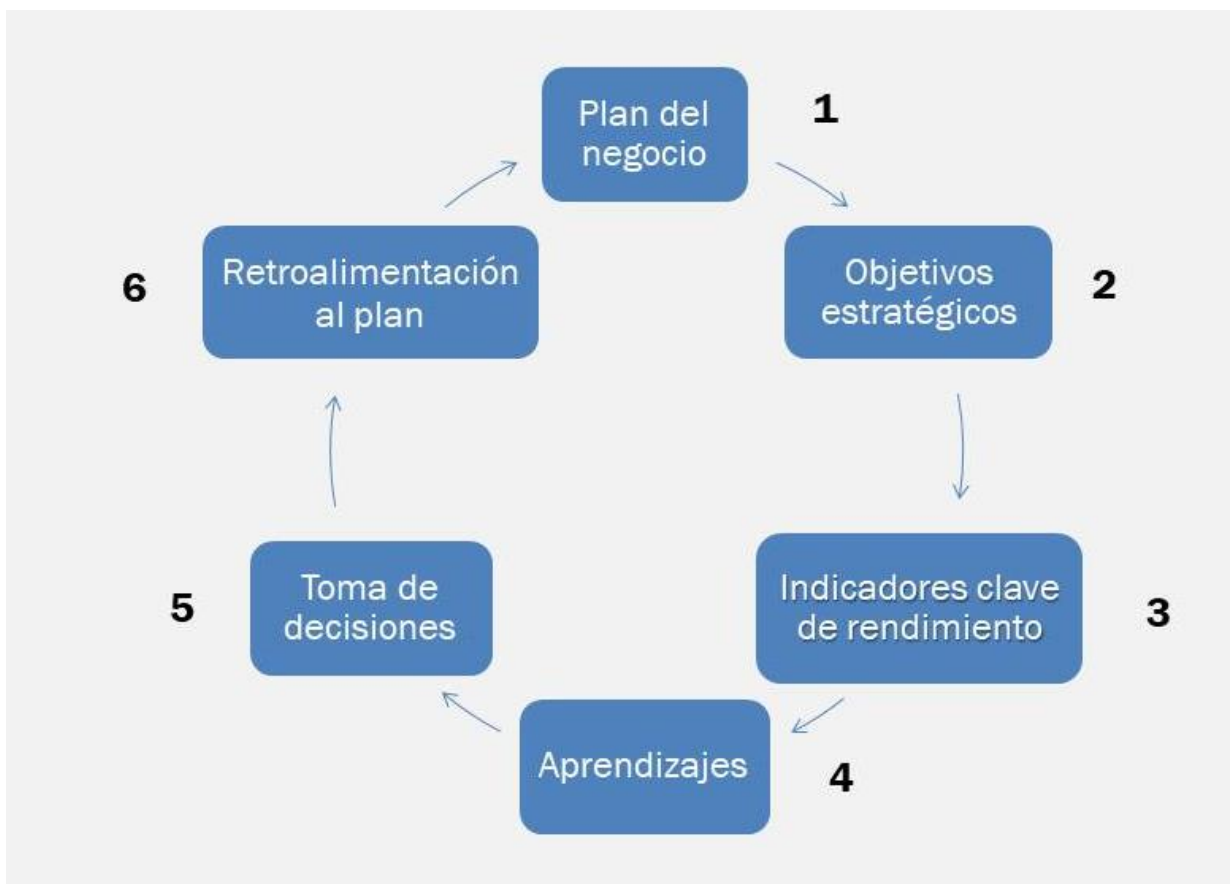 Plan del
negocio
1
Objetivos
estratégicos
2
Indicadores clave
de rendimiento
3
Aprendizajes
4
Toma de
decisiones
5
Retroalimentación
al plan
6